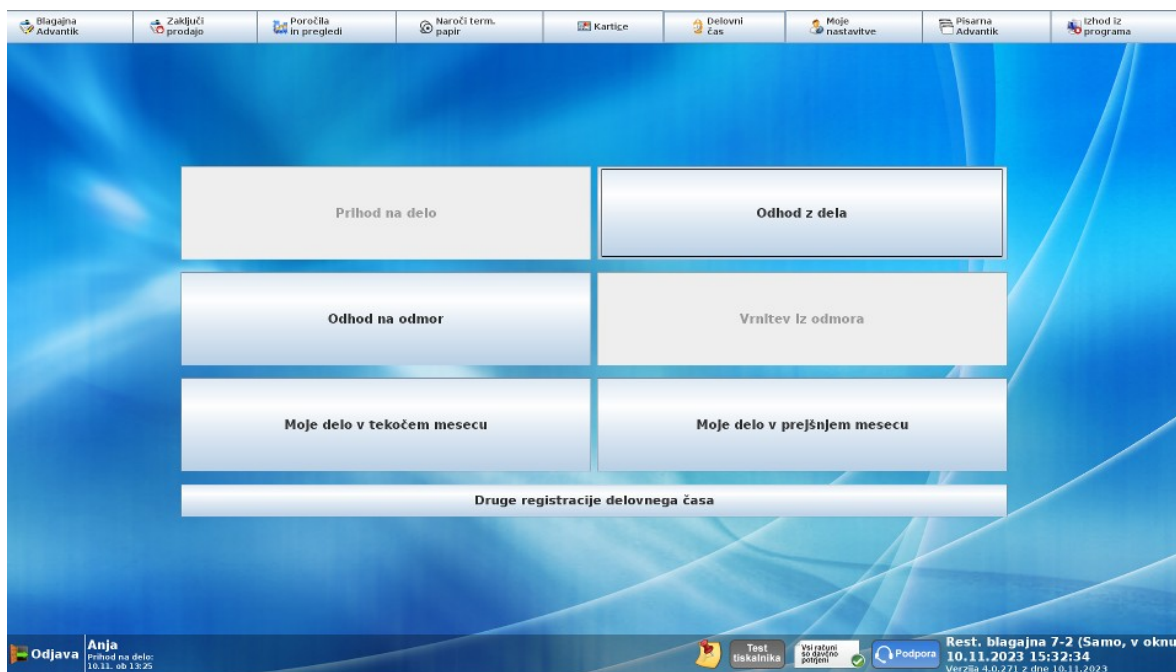 Blagajna
Advantik
Zaključi
prodajo
Poročila
in pregledi
Naroči term.
papir
Kartice
Delovni
čas
Moje
nastavitve
Pisarna
Advantik
Izhod iz
programa
Prihod na delo
Odhod z dela
Odhod na odmor
Vrnitev iz odmora
Moje delo v tekočem mesecu
Moje delo v prejšnjem mesecu
Druge registracije delovnega časa
Odjava
Anja
Prihod na delo:
10.11. ob 13:25
Test
tiskalnika
Vsi računi
so davčno
potrjeni
Podpora
Rest. blagajna 7-2 (Samo, v oknu
10.11.2023 15:32:34
Verzija 4.0.271 z dne 10.11.2023